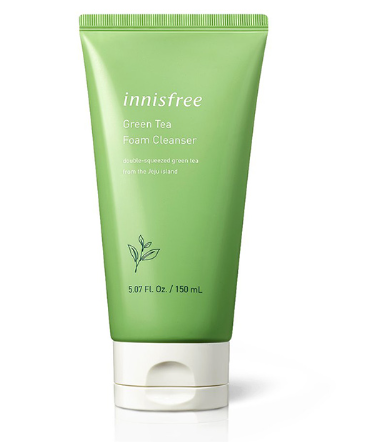 innisfree
Green Tea
Foam Cleanser
double-squeezed green tea
from the Jeju island
5.07 Fl. Oz. / 150 mL